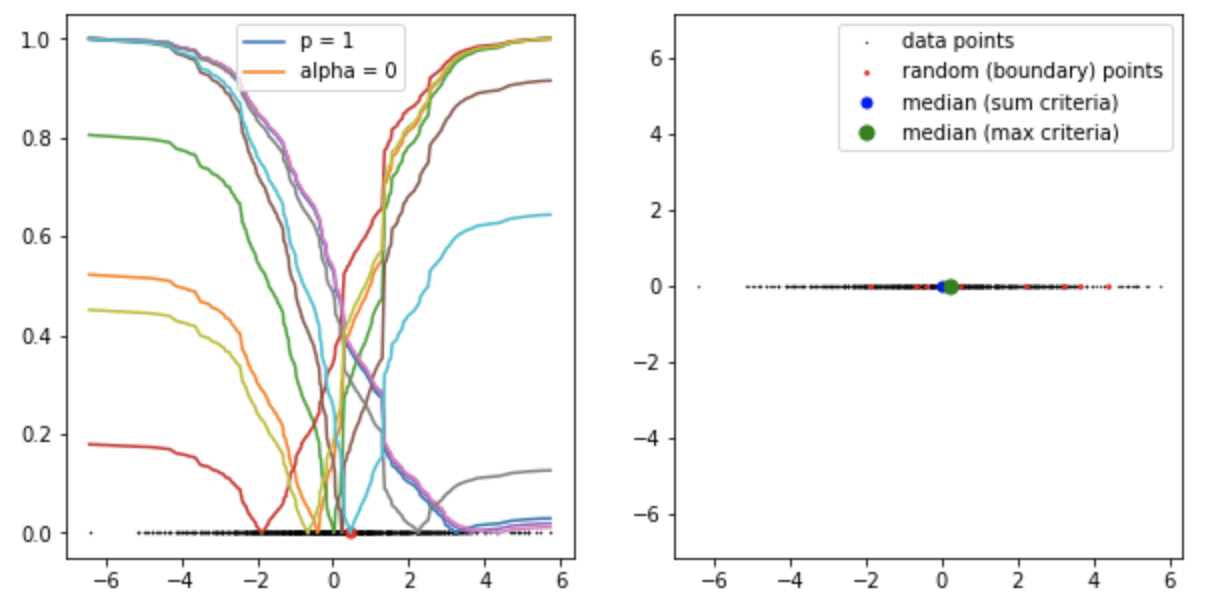 p = 1
alpha = 0
1.0
0.8
0.6
0.4
0.2
0.0
−6 −4 −2 0 2 4 6
data points
random (boundary) points
median (sum criteria)
median (max criteria)
6
4
2
0
−2
−4
−6
−6 −4 −2 0 2 4 6